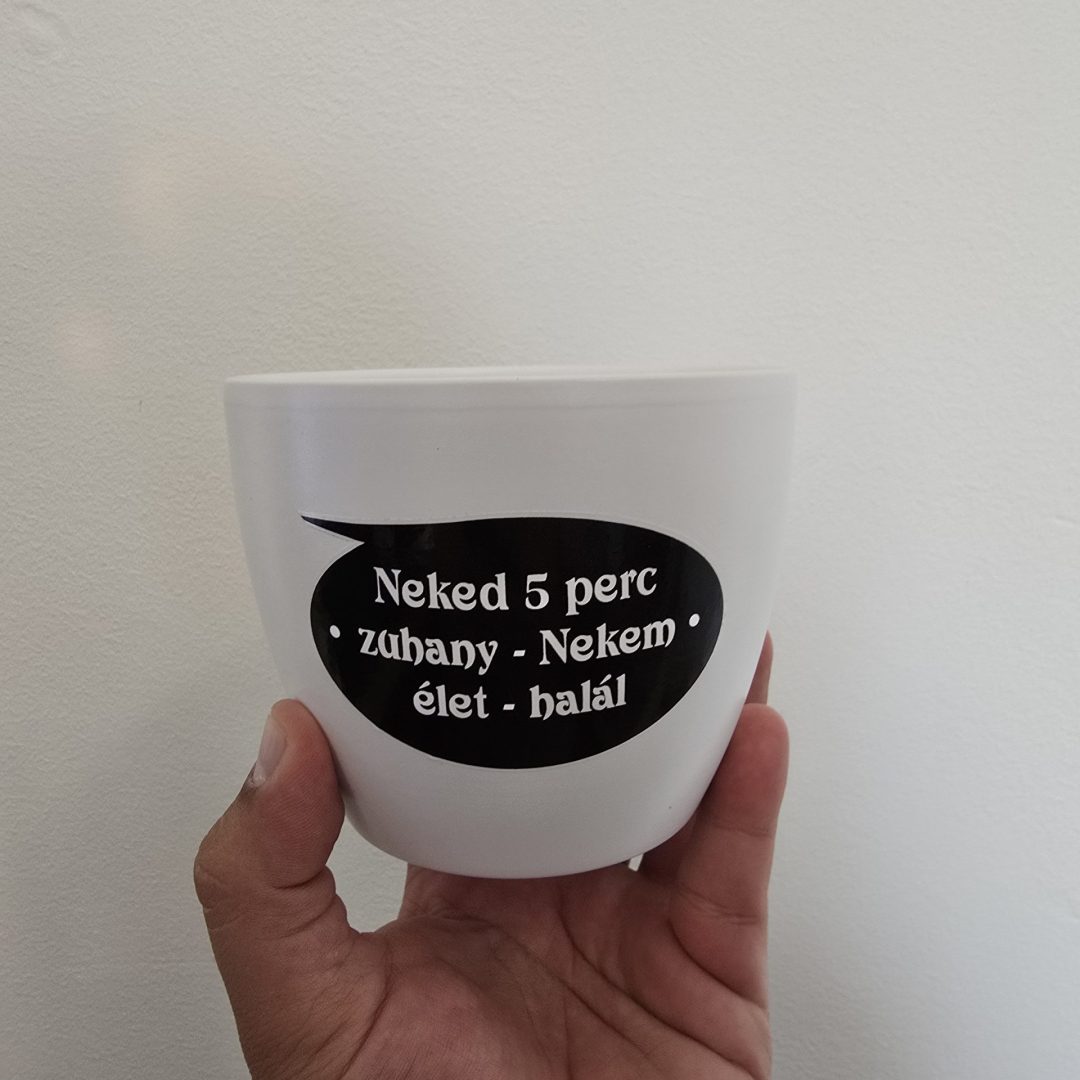 Neked 5 perc
• zuhany - Nekem •
élet - halál